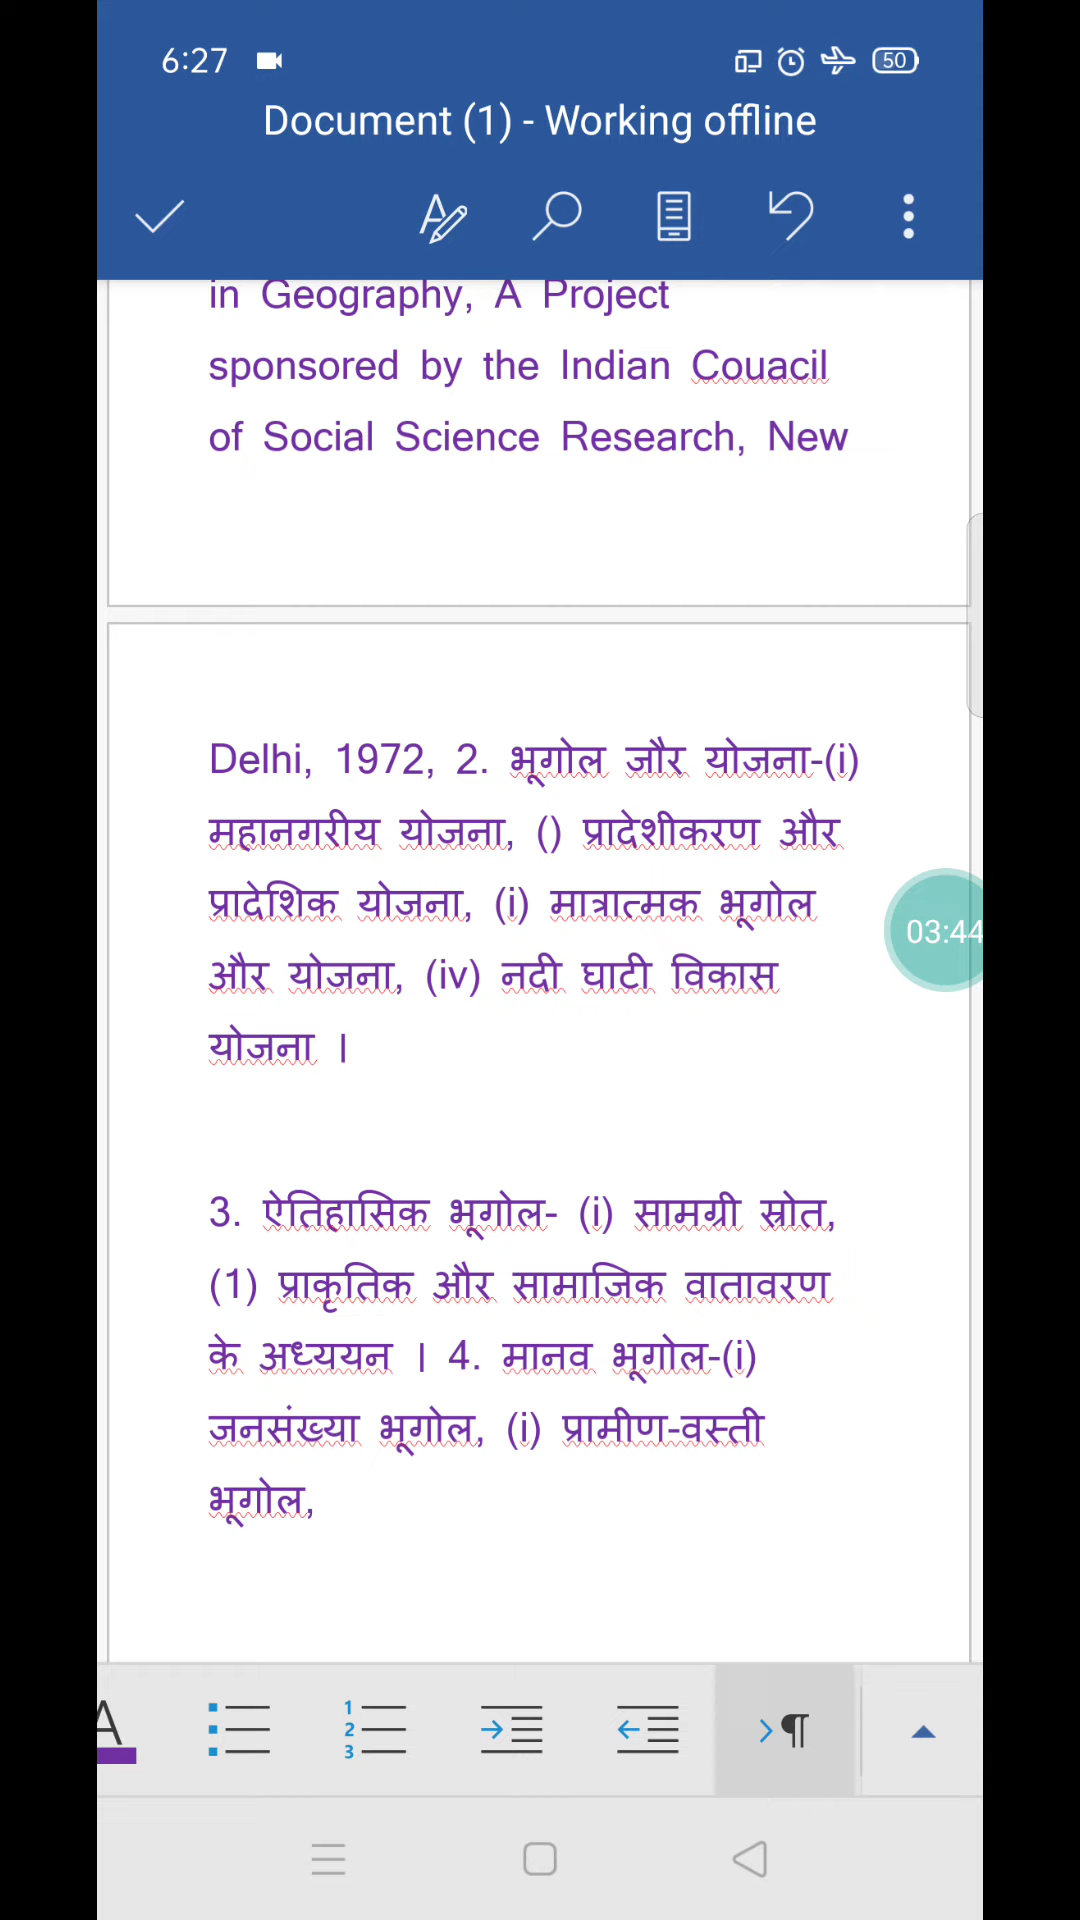 6:27
50
Document (1) - Working offline
in Geography, A Project
sponsored by the Indian Couacil
of Social Science Research, New
Delhi, 1972, 2. भूगोल जौर योजना-(i)
महानगरीय योजना, () प्रादेशीकरण और
प्रादेशिक योजना, (i) मात्रात्मक भूगोल
03:44
और योजना, (iv) नदी घाटी विकास
योजना ।
3. ऐतिहासिक भूगोल- (i) सामग्री स्रोत,
(1) प्राकृतिक और सामाजिक वातावरण
के अध्ययन । 4. मानव भूगोल-(i)
जनसंख्या भूगोल, (i) प्रामीण-वस्ती
भूगोल,